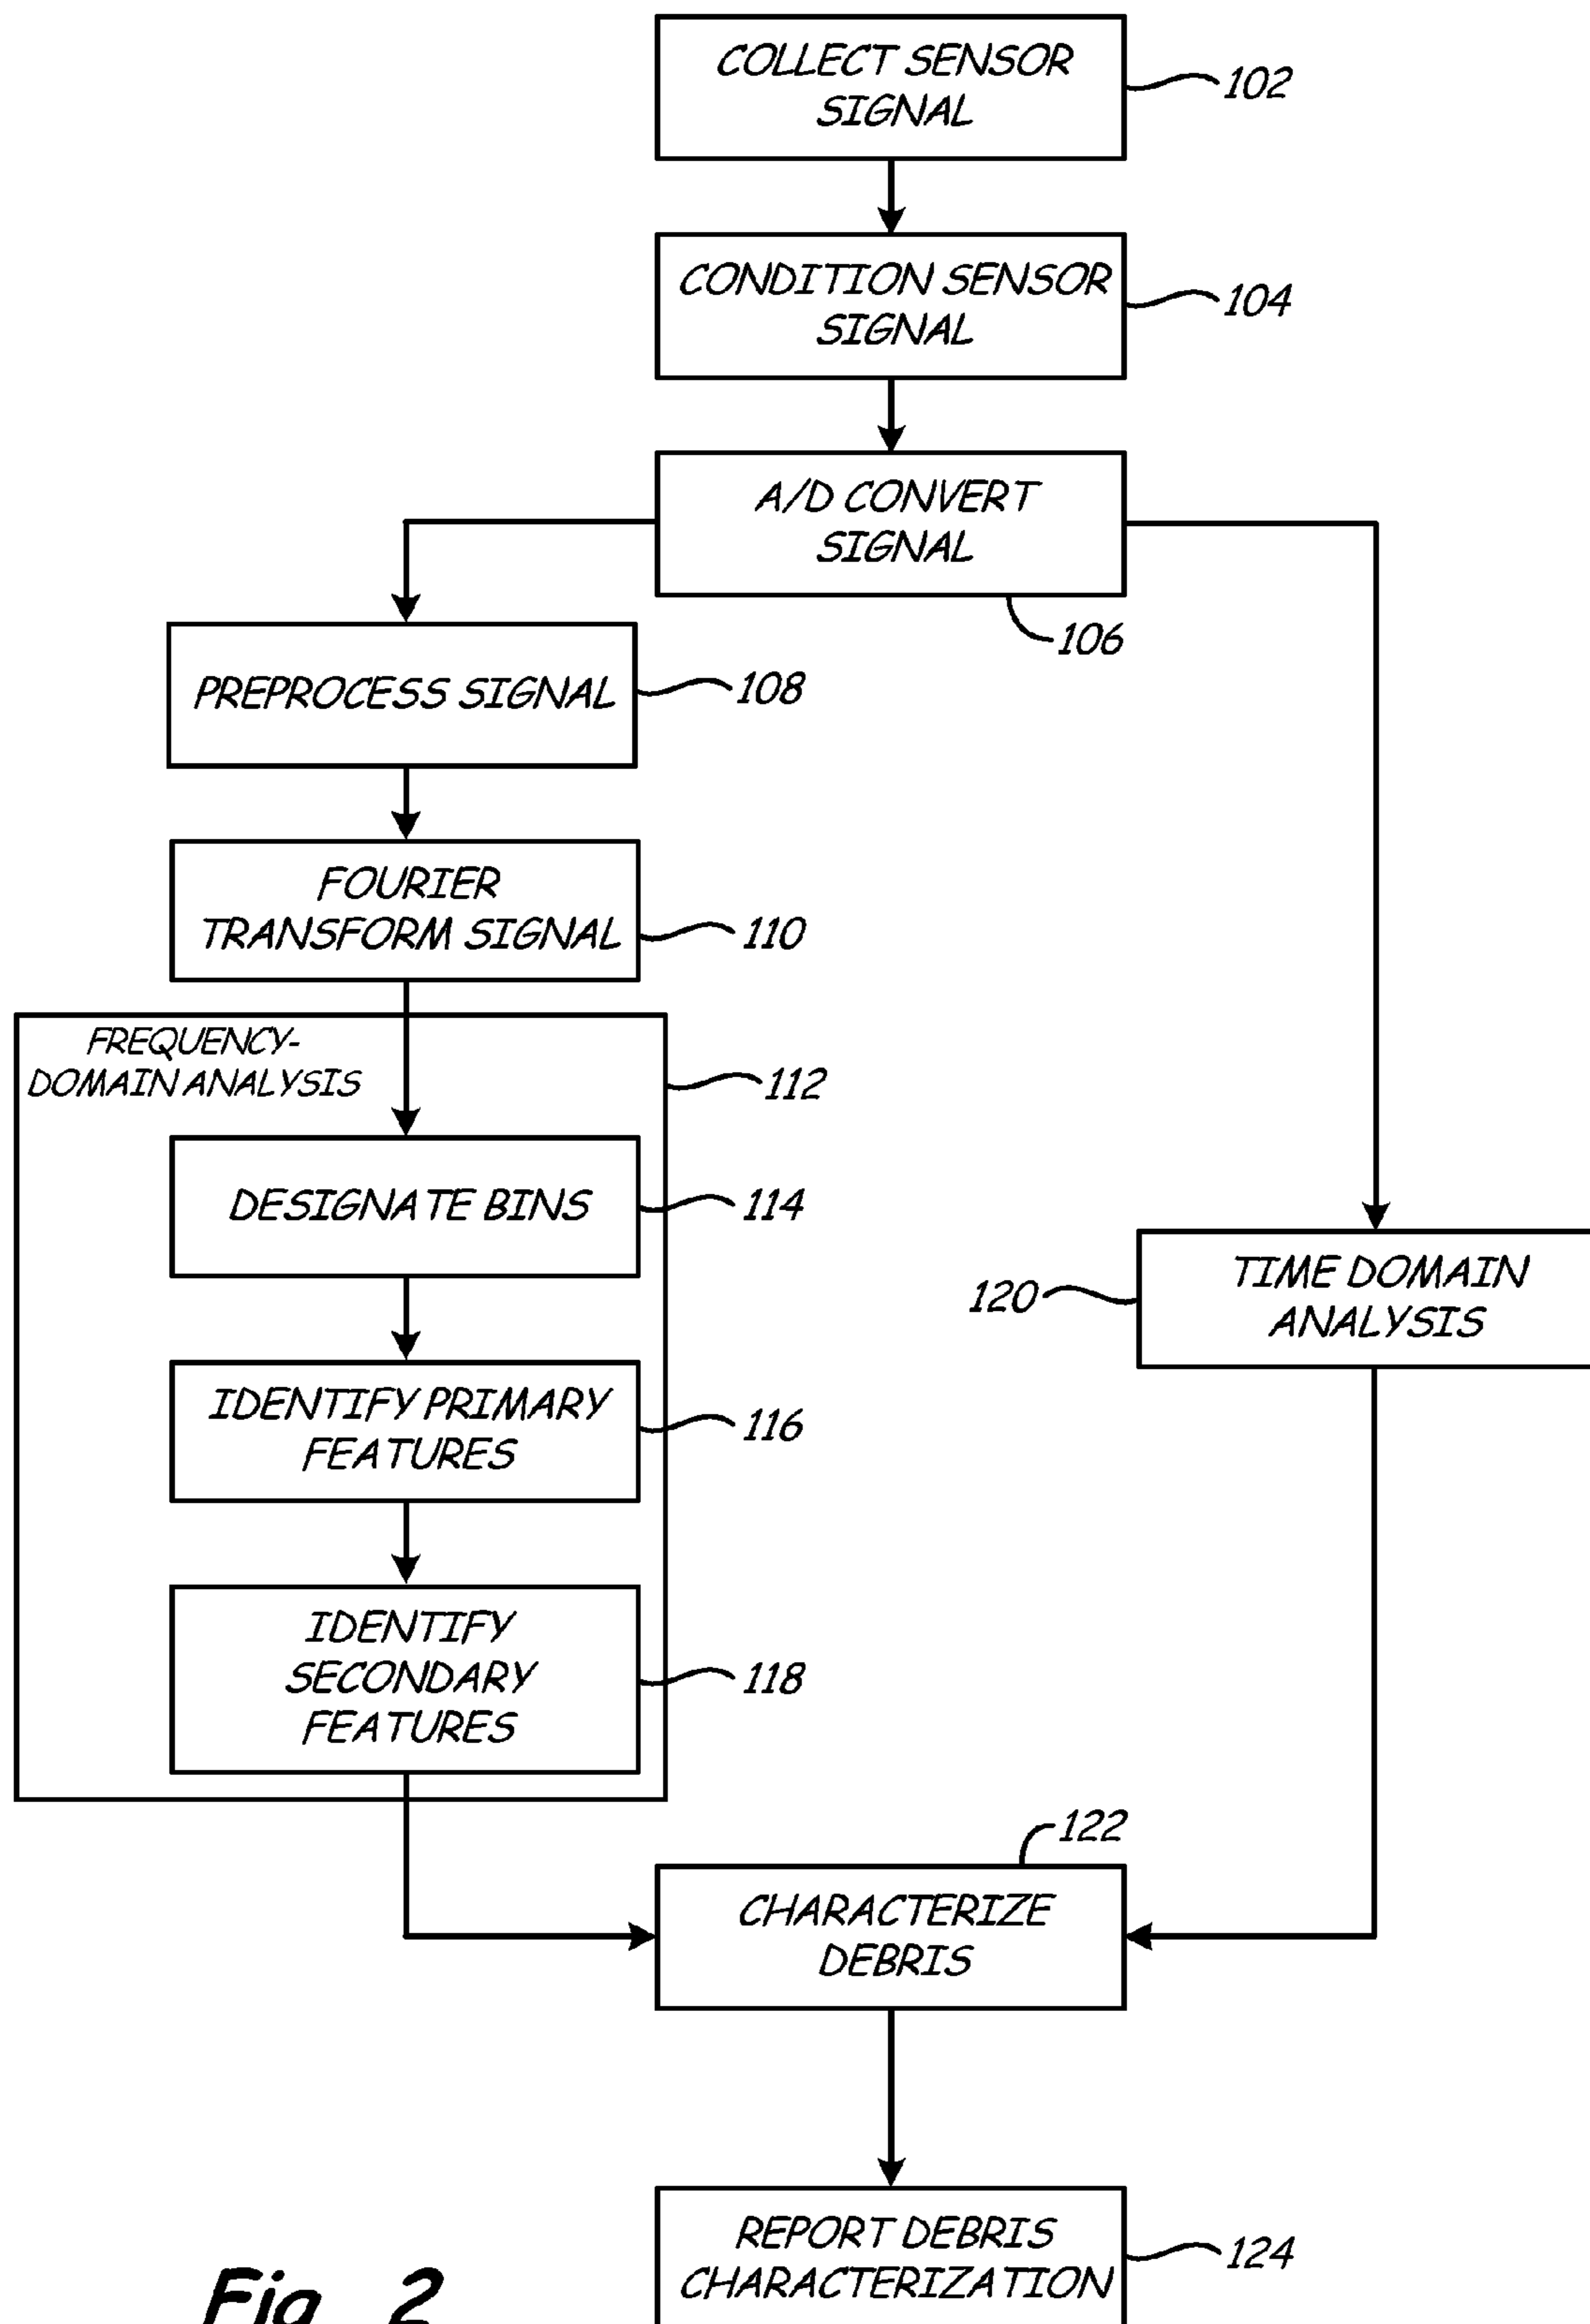 COLLECT SENSOR
SIGNAL
102
CONDITION SENSOR
SIGNAL
104
A/D CONVERT
SIGNAL
106
PREPROCESS SIGNAL
108
FOURIER
TRANSFORM SIGNAL
110
FREQUENCY-
DOMAIN ANALYSIS
112
DESIGNATE BINS
114
IDENTIFY PRIMARY
FEATURES
116
IDENTIFY
SECONDARY
FEATURES
118
TIME DOMAIN
ANALYSIS
120
122
CHARACTERIZE
DEBRIS
REPORT DEBRIS
CHARACTERIZATION
124
Fig. 2